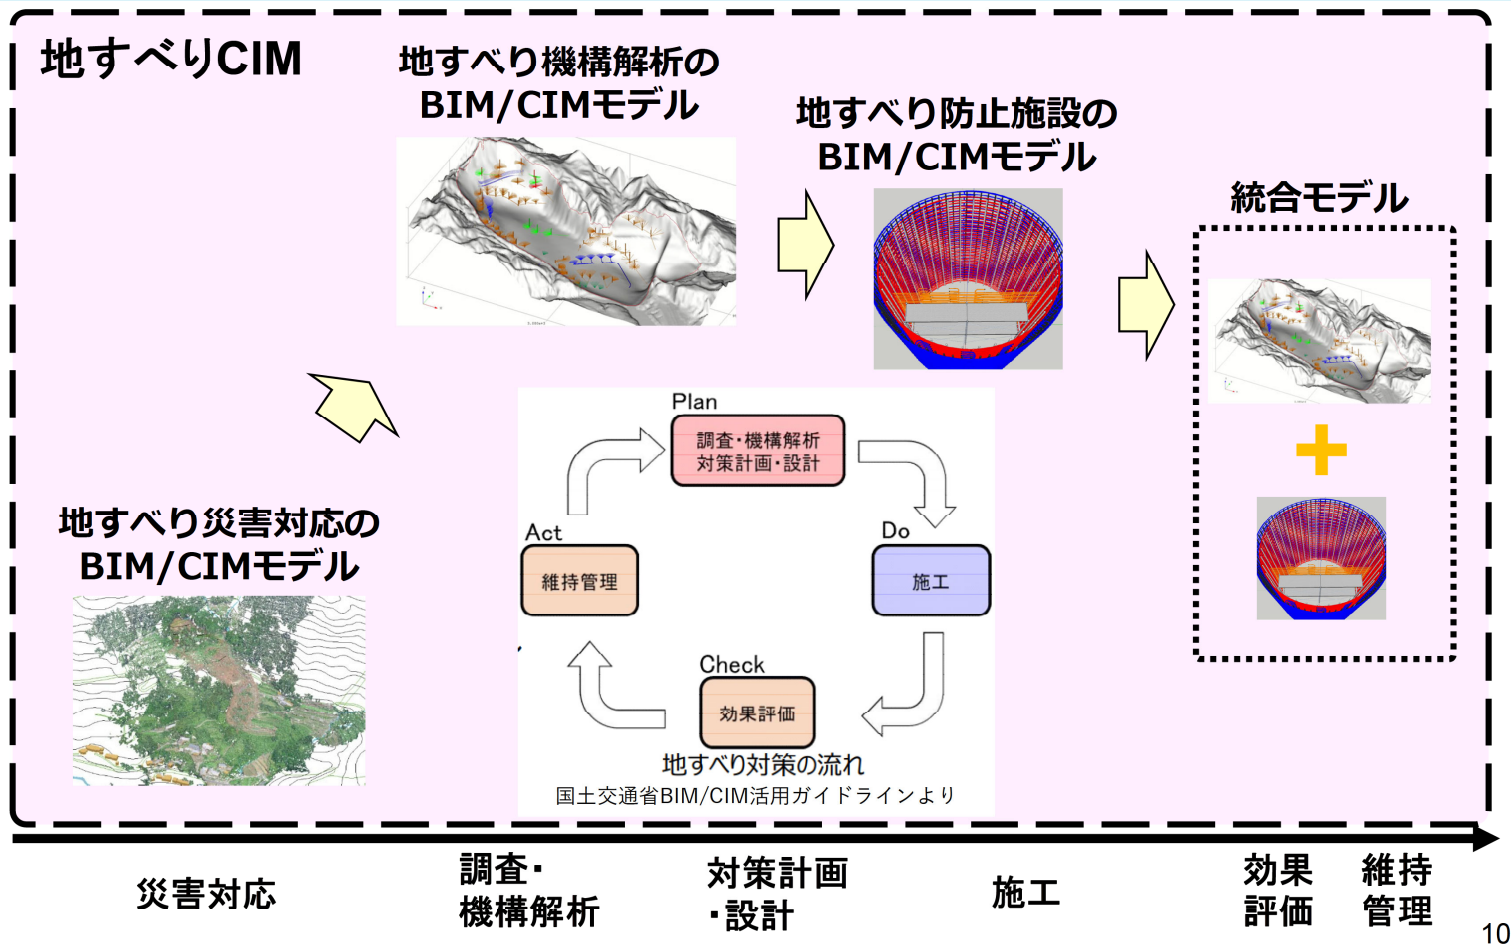 地すべりCIM
地すべり機構解析の
BIM/CIMモデル
地すべり防止施設の
BIM/CIMモデル
統合モデル
地すべり災害対応の
BIM/CIMモデル
Plan
調査・機構解析
対策計画・設計
Act
維持管理
Do
施工
Check
効果評価
地すべり対策の流れ
国土交通省BIM/CIM活用ガイドラインより
災害対応
調査・
機構解析
対策計画
・設計
施工
効果
評価
維持
管理
10